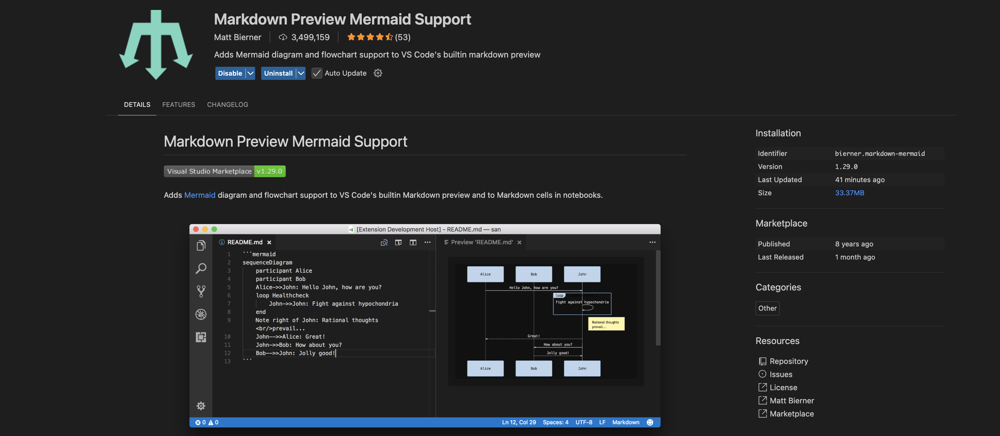 Markdown Preview Mermaid Support
Matt Bierner 3,499,159 (53)
Adds Mermaid diagram and flowchart support to VS Code's builtin markdown preview
Disable Uninstall Auto Update
DETAILS FEATURES CHANGELOG
Markdown Preview Mermaid Support
Visual Studio Marketplace v1.29.0
Adds Mermaid diagram and flowchart support to VS Code's builtin Markdown preview and to Markdown cells in notebooks.
[Extension Development Host] - README.md — san
README.md
1 ```mermaid
2 sequenceDiagram
3 participant Alice
4 participant Bob
5 Alice->>John: Hello John, how are you?
6 loop Healthcheck
7 John->>John: Fight against hypochondria
8 end
9 Note right of John: Rational thoughts
<br/>prevail...
10 John-->>Alice: Great!
11 John->>Bob: How about you?
12 Bob-->>John: Jolly good!
13 ```
Preview 'README.md'
Alice Bob John
Hello John, how are you?
loop
Fight against hypochondria
Rational thoughts
prevail...
Great!
How about you?
Jolly good!
Alice Bob John
0 0 Ln 12, Col 29 Spaces: 4 UTF-8 LF Markdown
Installation
Identifier bierner.markdown-mermaid
Version 1.29.0
Last Updated 41 minutes ago
Size 33.37MB
Marketplace
Published 8 years ago
Last Released 1 month ago
Categories
Other
Resources
Repository
Issues
License
Matt Bierner
Marketplace